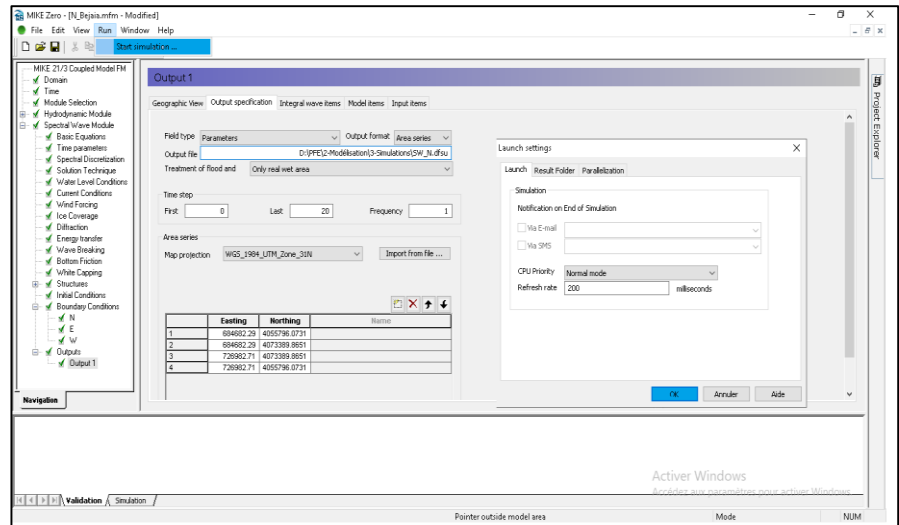 MIKE Zero - [N_Bejaia.mfm - Modified]
File Edit View Run Window Help
Start simulation ...
MIKE 21/3 Coupled Model FM
Domain
Time
Module Selection
Hydrodynamic Module
Spectral Wave Module
Basic Equations
Time parameters
Spectral Discretization
Solution Technique
Water Level Conditions
Current Conditions
Wind Forcing
Ice Coverage
Diffraction
Energy transfer
Wave Breaking
Bottom Friction
White Capping
Structures
Initial Conditions
Boundary Conditions
N
E
W
Outputs
Output 1
Navigation
Output 1
Geographic View Output specification Integral wave items Model items Input items
Field type Parameters Output format Area series
Output file D:\PFE\2-Modélisation\3-Simulations\SW_N.dfsu
Treatment of flood and Only real wet area
Time step
First 0 Last 20 Frequency 1
Area series
Map projection WGS_1984_UTM_Zone_31N Import from file ...
Easting Northing Name
1 684682.29 4055796.0731
2 684682.29 4073389.8651
3 726982.71 4073389.8651
4 726982.71 4055796.0731
Launch settings
Launch Result Folder Parallelization
Simulation
Notification on End of Simulation
Via E-mail
Via SMS
CPU Priority Normal mode
Refresh rate 200 milliseconds
OK Annuler Aide
Project Explorer
Activer Windows
Accédez aux paramètres pour activer Windows
Validation Simulation
Pointer outside model area Mode NUM